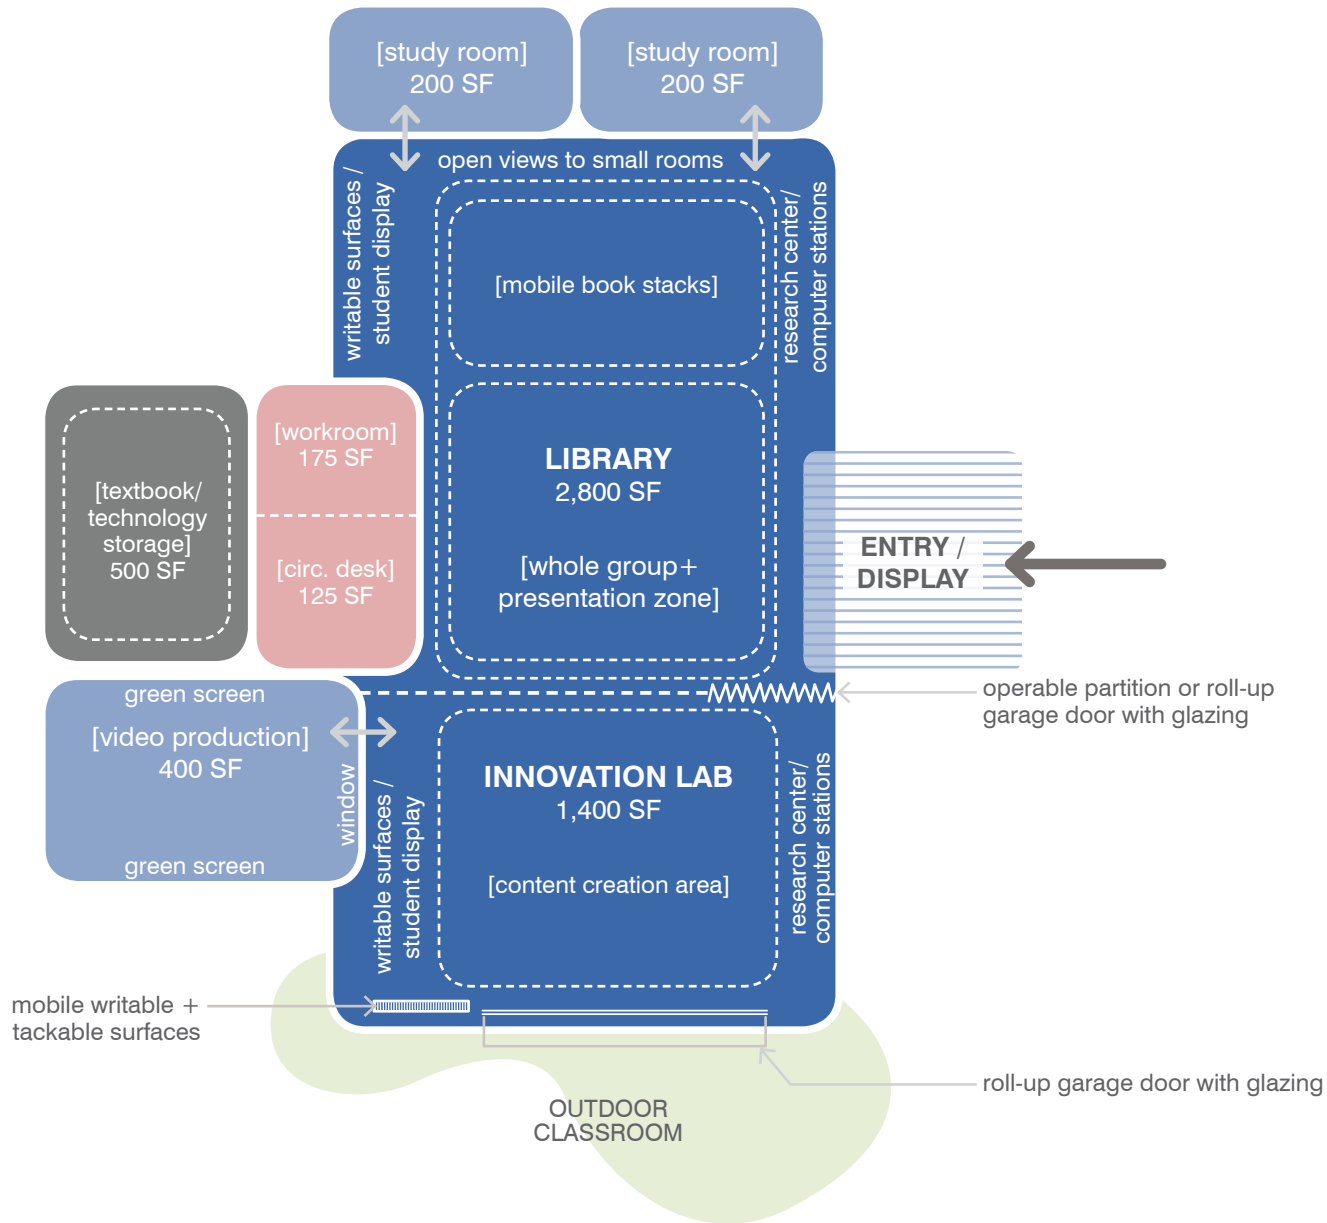 [study room]
200 SF
[study room]
200 SF
open views to small rooms
writable surfaces /
student display
research center/
computer stations
[mobile book stacks]
[workroom]
175 SF
[circ. desk]
125 SF
[textbook/
technology
storage]
500 SF
LIBRARY
2,800 SF
[whole group+
presentation zone]
ENTRY /
DISPLAY
operable partition or roll-up
garage door with glazing
green screen
[video production]
400 SF
window
green screen
writable surfaces /
student display
INNOVATION LAB
1,400 SF
[content creation area]
research center/
computer stations
mobile writable +
tackable surfaces
roll-up garage door with glazing
OUTDOOR
CLASSROOM